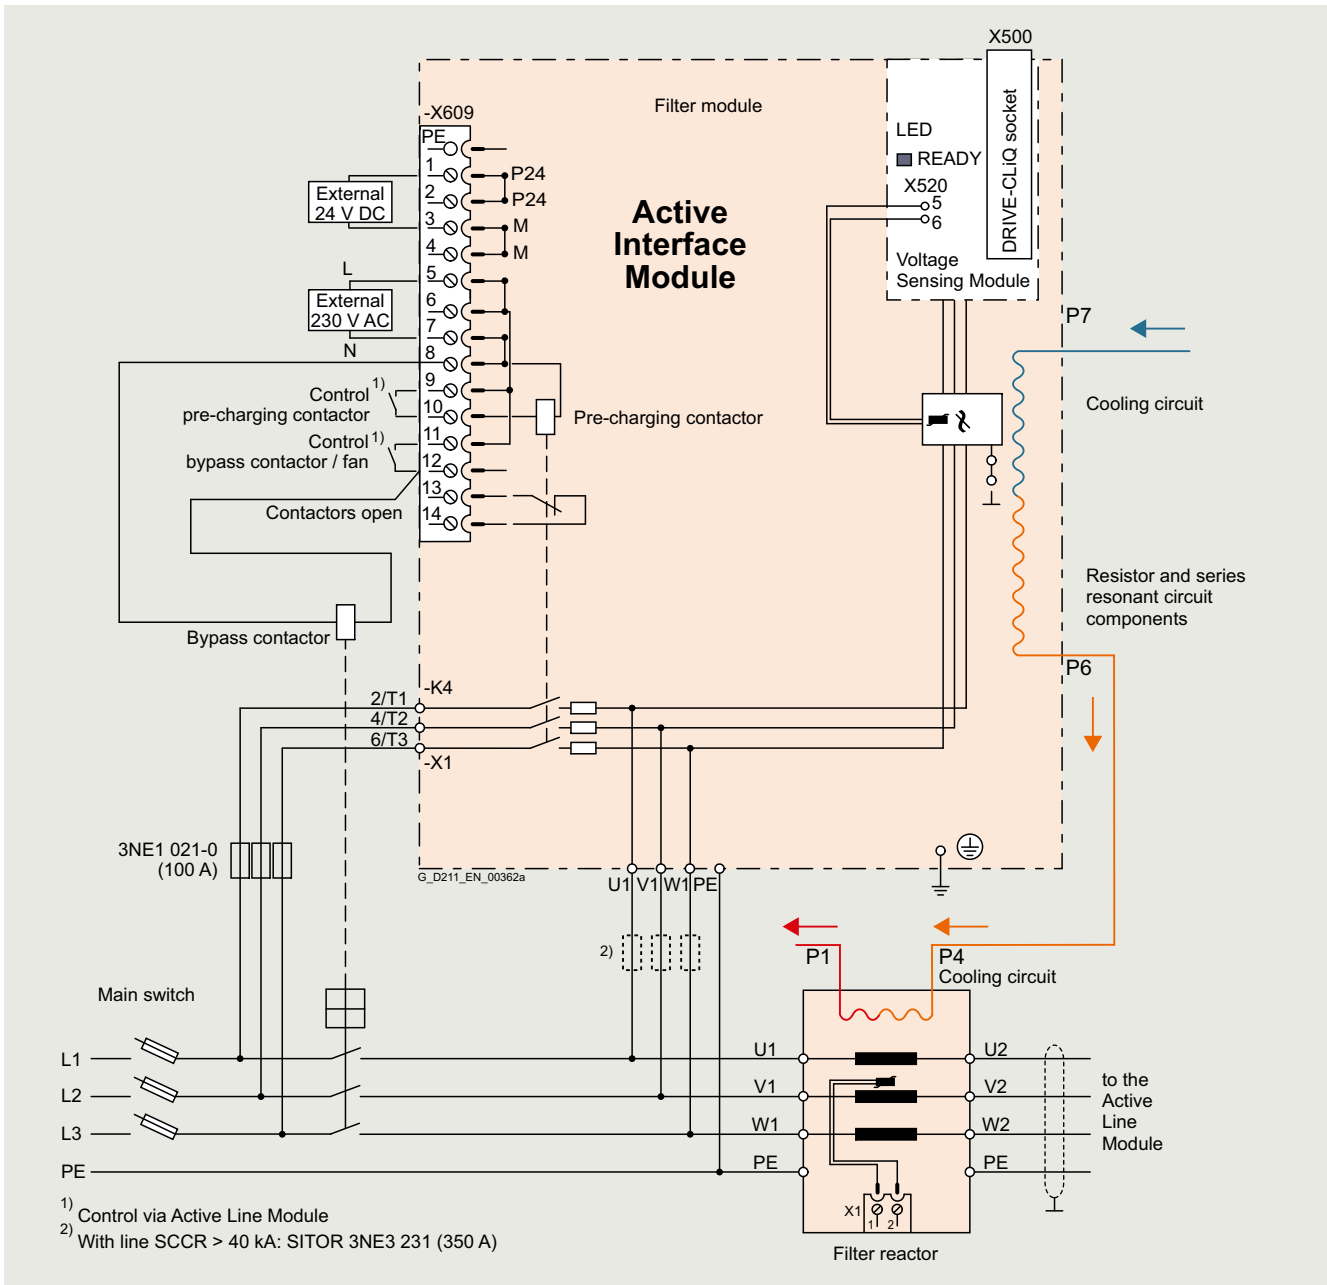 X500
-X609
Filter module
DRIVE-CLiQ socket
LED
READY
X520
5
6
Voltage
Sensing Module
PE
1
2
3
4
5
6
7
8
9
10
11
12
13
14
P24
P24
M
M
External
24 V DC
L
External
230 V AC
N
Active
Interface
Module
P7
Cooling circuit
Control 1)
pre-charging contactor
Pre-charging contactor
Control 1)
bypass contactor / fan
Contactors open
Resistor and series
resonant circuit
components
Bypass contactor
P6
-K4
2/T1
4/T2
6/T3
-X1
3NE1 021-0
(100 A)
G_D211_EN_00362a
U1 V1 W1 PE
2)
P1
P4
Cooling circuit
Main switch
L1
L2
L3
PE
U1
V1
W1
PE
U2
V2
W2
PE
to the
Active
Line
Module
X1
1 2
Filter reactor
1) Control via Active Line Module
2) With line SCCR > 40 kA: SITOR 3NE3 231 (350 A)